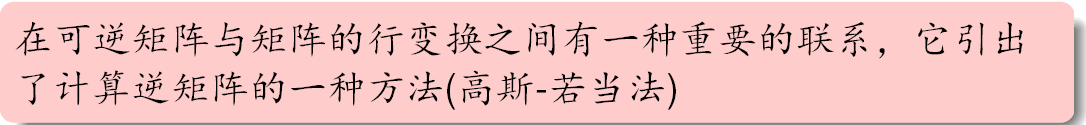 在可逆矩阵与矩阵的行变换之间有一种重要的联系，它引出
了计算逆矩阵的一种方法(高斯-若当法)